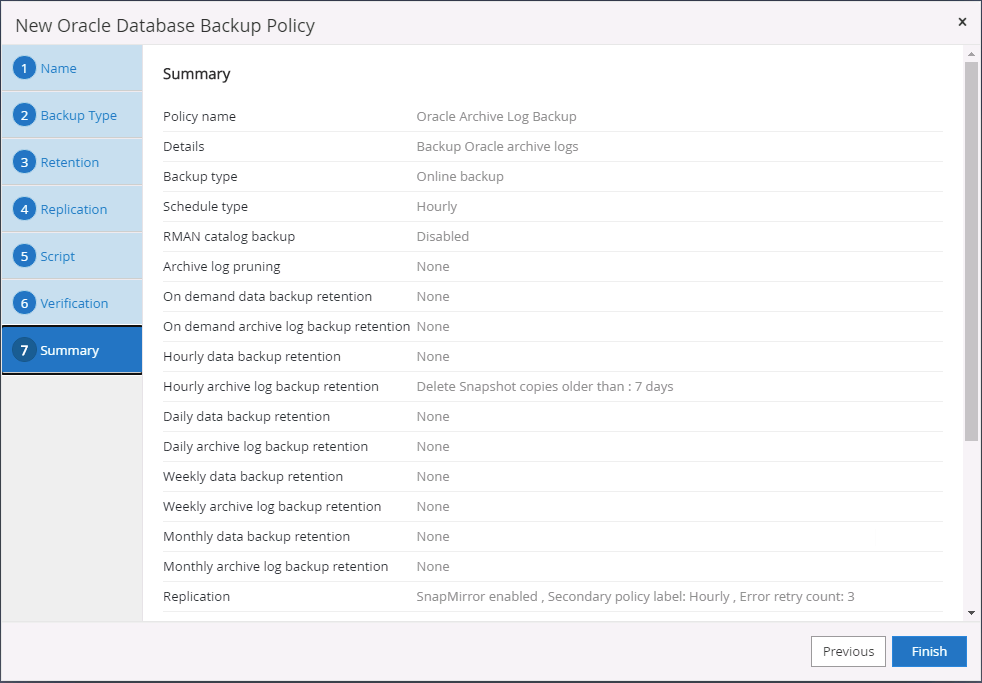 New Oracle Database Backup Policy
×
1 Name
2 Backup Type
3 Retention
4 Replication
5 Script
6 Verification
7 Summary
Summary
Policy name Oracle Archive Log Backup
Details Backup Oracle archive logs
Backup type Online backup
Schedule type Hourly
RMAN catalog backup Disabled
Archive log pruning None
On demand data backup retention None
On demand archive log backup retention None
Hourly data backup retention None
Hourly archive log backup retention Delete Snapshot copies older than : 7 days
Daily data backup retention None
Daily archive log backup retention None
Weekly data backup retention None
Weekly archive log backup retention None
Monthly data backup retention None
Monthly archive log backup retention None
Replication SnapMirror enabled , Secondary policy label: Hourly , Error retry count: 3
Previous Finish